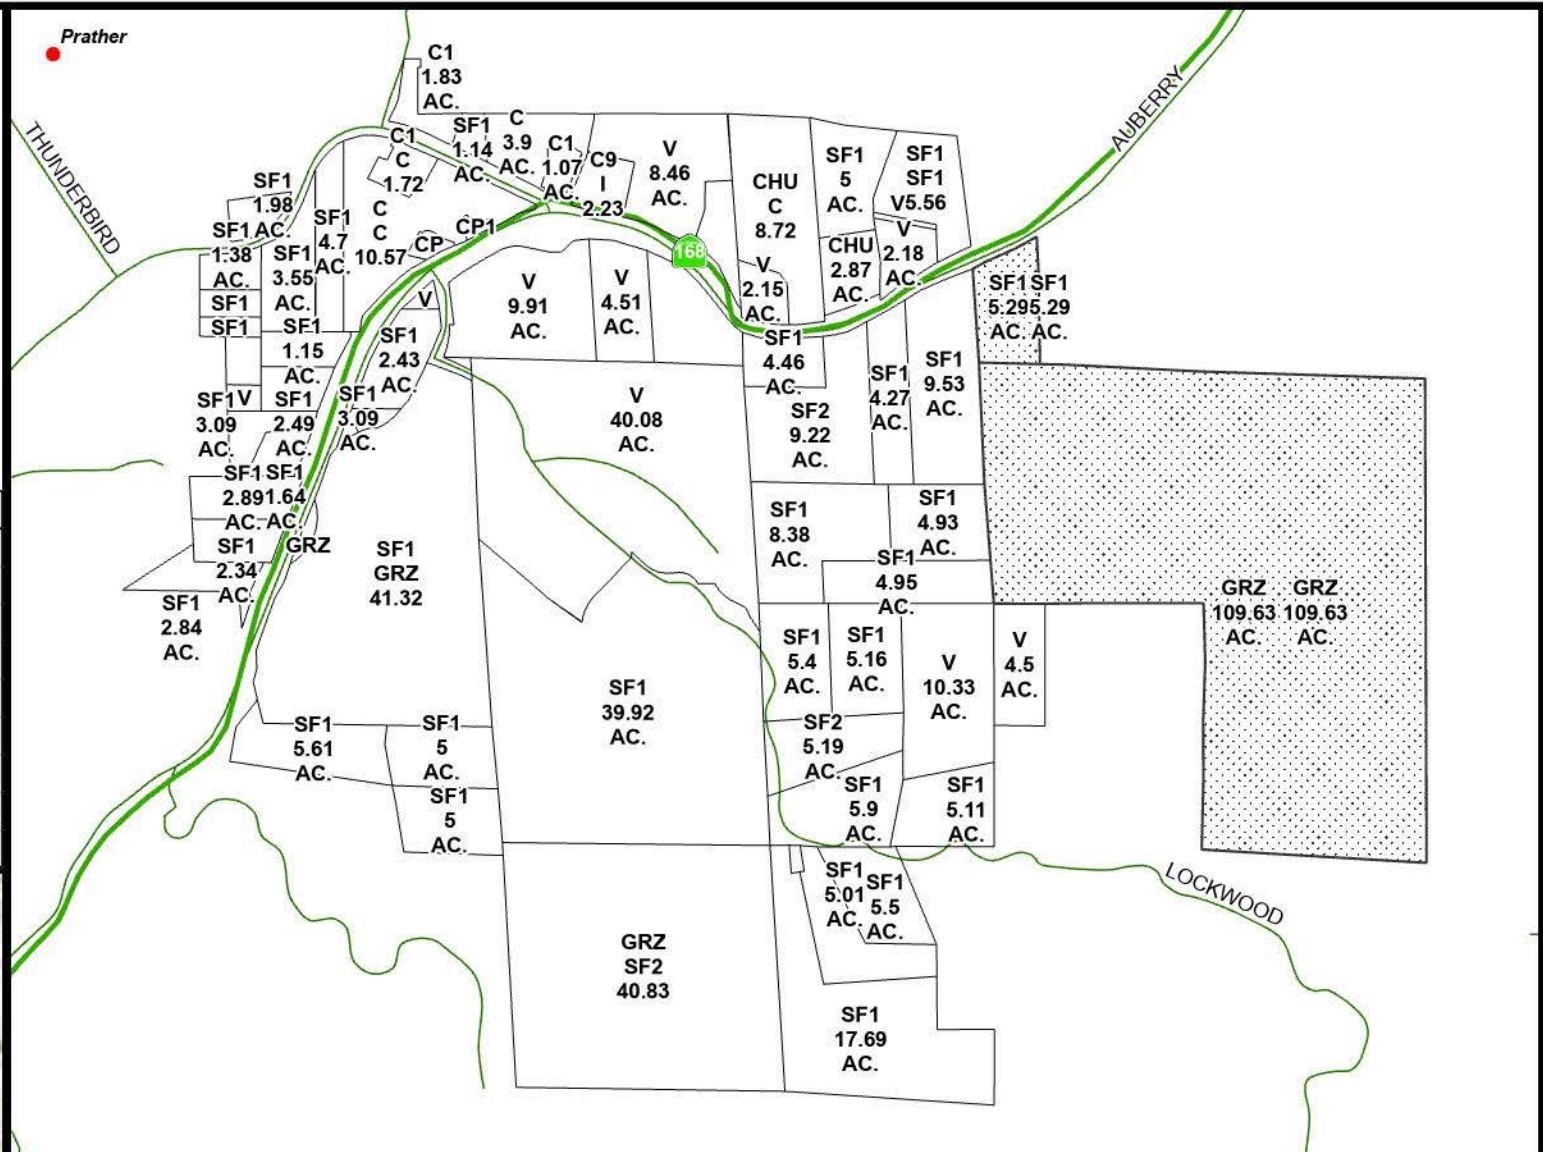 Prather
THUNDERBIRD
AUBERRY
C1
1.83
AC.
SF1
1.14
AC.
C
3.9
AC.
C1
1.07
AC.
C9
I
2.23
V
8.46
AC.
CHU
C
8.72
SF1
5
AC.
SF1
SF1
V5.56
C1
C
1.72
SF1
1.98
AC.
SF1
1.38
AC.
SF1
4.7
AC.
C
C
10.57
CP
CP1
168
SF1
3.55
AC.
V
2.15
AC.
CHU
2.87
AC.
V
2.18
AC.
SF1 SF1
5.295.29
AC. AC.
V
9.91
AC.
V
4.51
AC.
V
SF1
SF1
SF1
1.15
AC.
SF1
2.43
AC.
SF1
4.46
AC.
SF1
4.27
AC.
SF1
9.53
AC.
SF1
3.09
AC.
V
SF1
2.49
AC.
SF1
3.09
AC.
V
40.08
AC.
SF2
9.22
AC.
SF1 SF1
2.891.64
AC. AC.
SF1
8.38
AC.
SF1
4.93
AC.
SF1
2.34
AC.
GRZ
SF1
GRZ
41.32
SF1
4.95
AC.
GRZ GRZ
109.63 109.63
AC. AC.
SF1
2.84
AC.
SF1
5.4
AC.
SF1
5.16
AC.
V
10.33
AC.
V
4.5
AC.
SF1
39.92
AC.
SF1
5.61
AC.
SF1
5
AC.
SF2
5.19
AC.
SF1
5
AC.
SF1
5.9
AC.
SF1
5.11
AC.
SF1
5.01
AC.
SF1
5.5
AC.
LOCKWOOD
GRZ
SF2
40.83
SF1
17.69
AC.